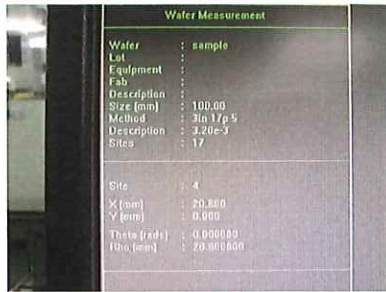 Wafer Measurement
Wafer : sample
Lot :
Equipment :
Fab :
Description :
Size (mm) : 100.00
Method : 3in 17p 5
Description : 3.20e-3
Sites : 17
Site : 4
X (mm) : 20.800
Y (mm) : 0.000
Theta (rads) : -0.000000
Rho (mm) : 20.800000